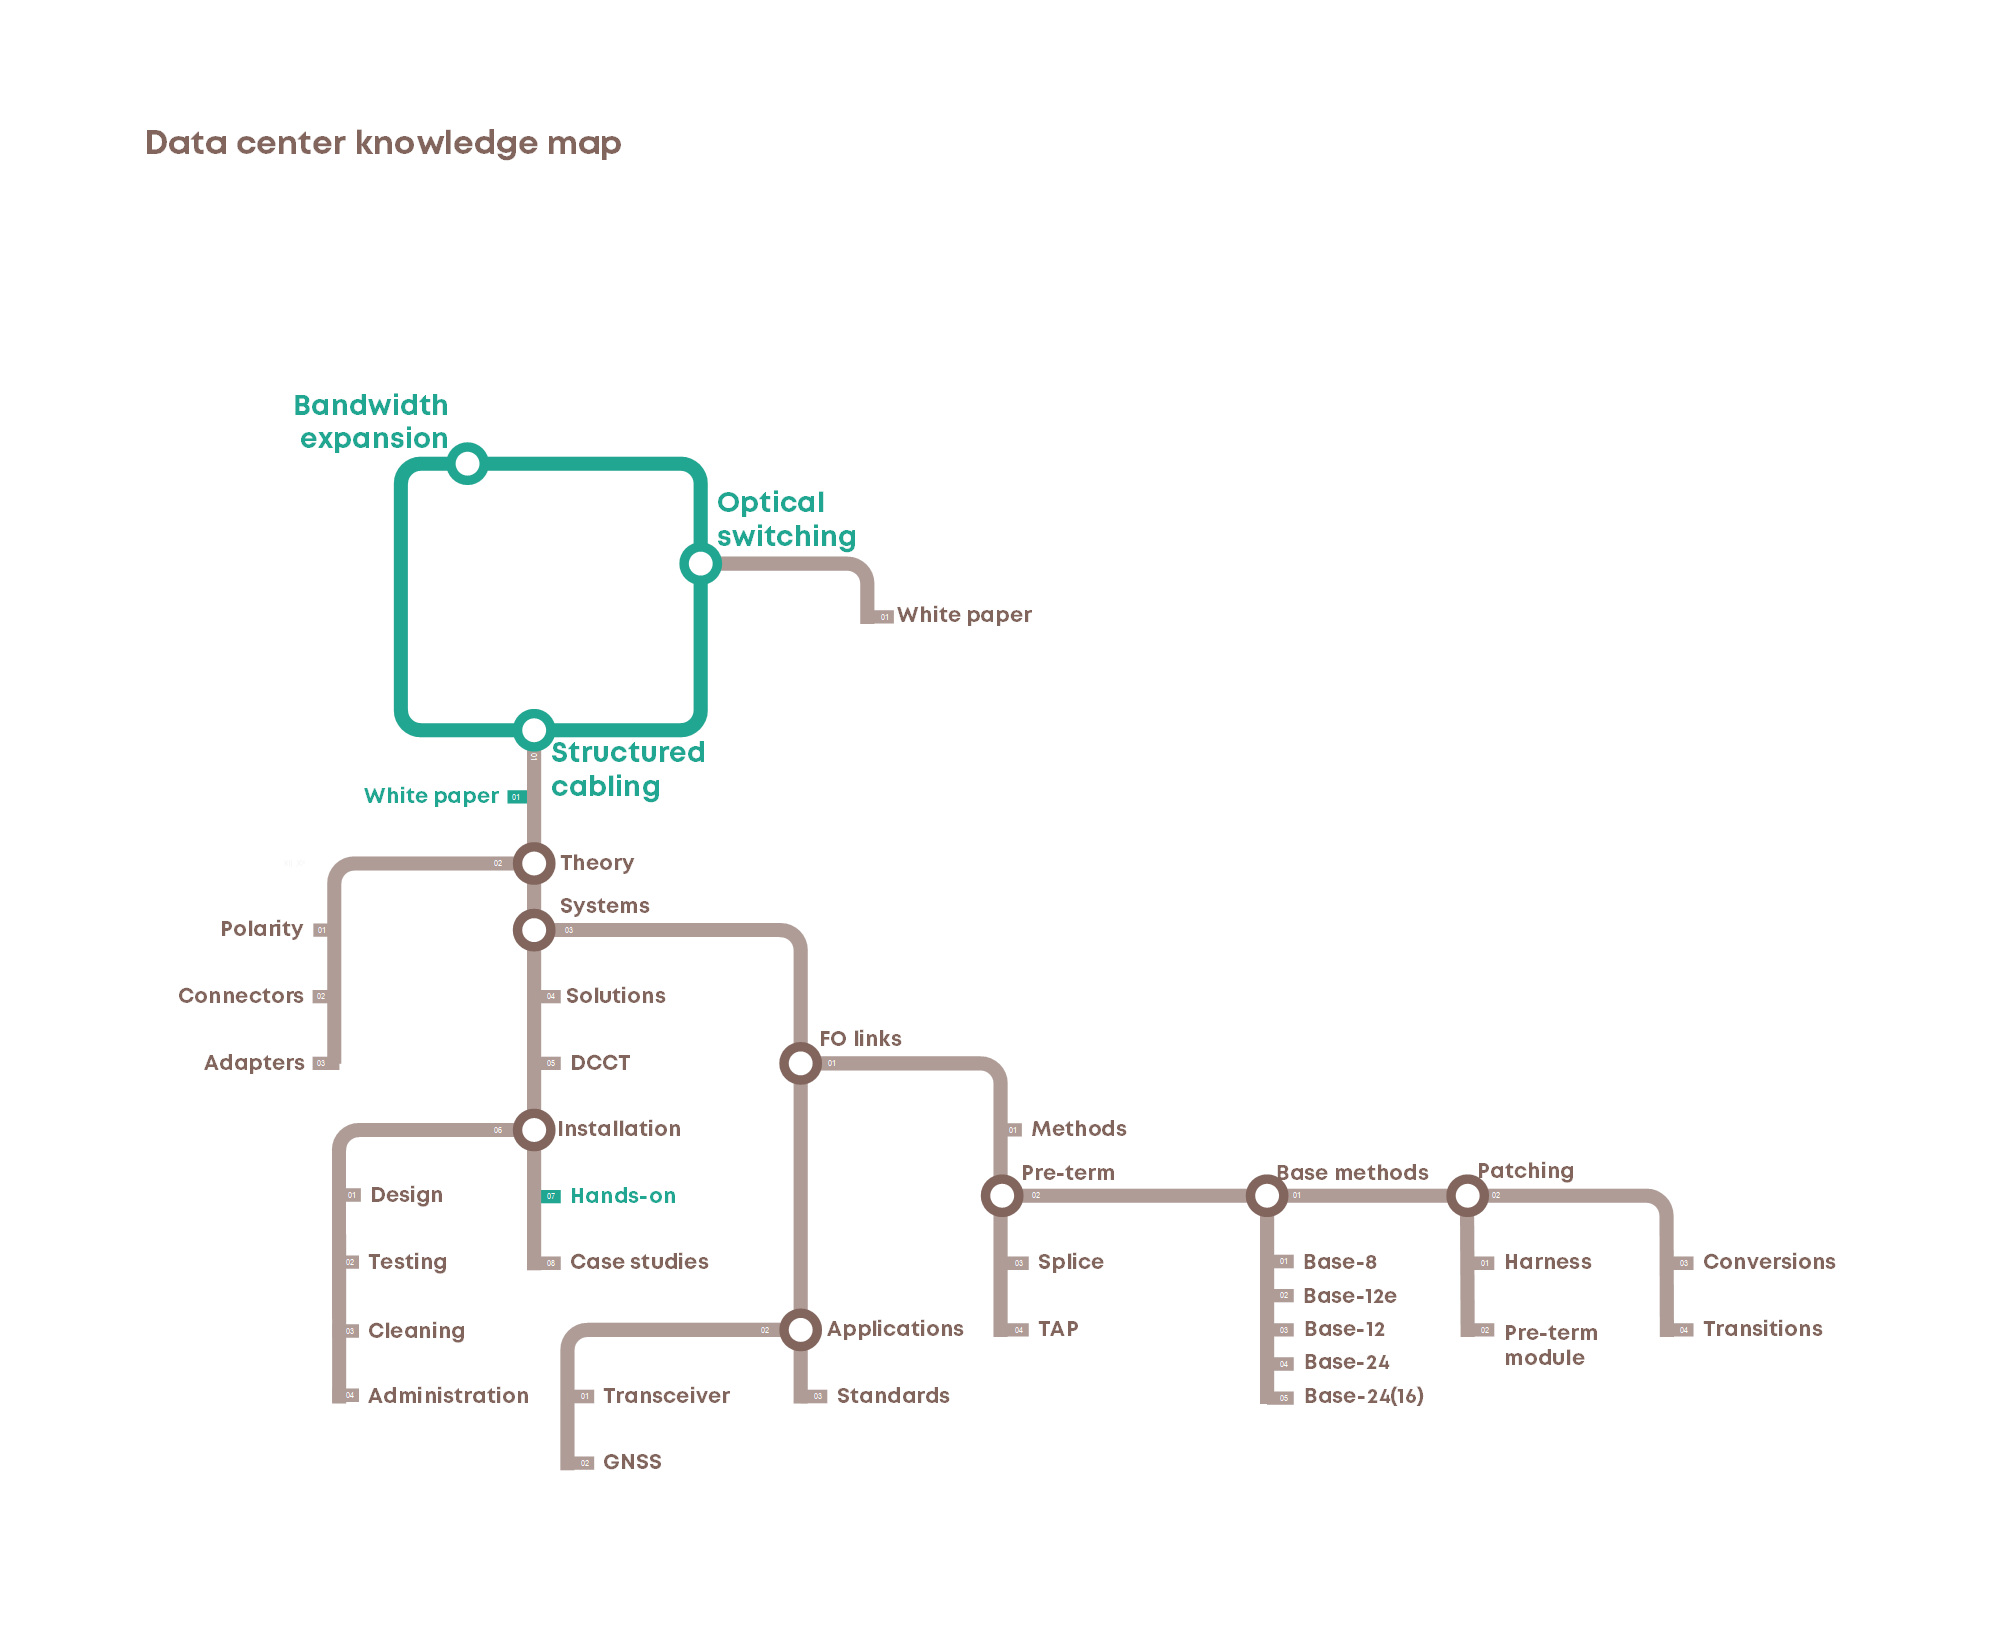 Data center knowledge map
Bandwidth
expansion
Optical
switching
01 White paper
Structured
cabling
01
White paper 01
02 Theory
Systems
03
Polarity 01
Connectors 02
Adapters 03
04 Solutions
05 DCCT
06 Installation
01 Design
02 Testing
03 Cleaning
04 Administration
07 Hands-on
08 Case studies
FO links
01
01 Methods
Pre-term
02
03 Splice
04 TAP
Base methods
01
01 Base-8
02 Base-12e
03 Base-12
04 Base-24
05 Base-24(16)
Patching
02
01 Harness
02 Pre-term
module
03 Conversions
04 Transitions
02 Applications
01 Transceiver
02 GNSS
03 Standards